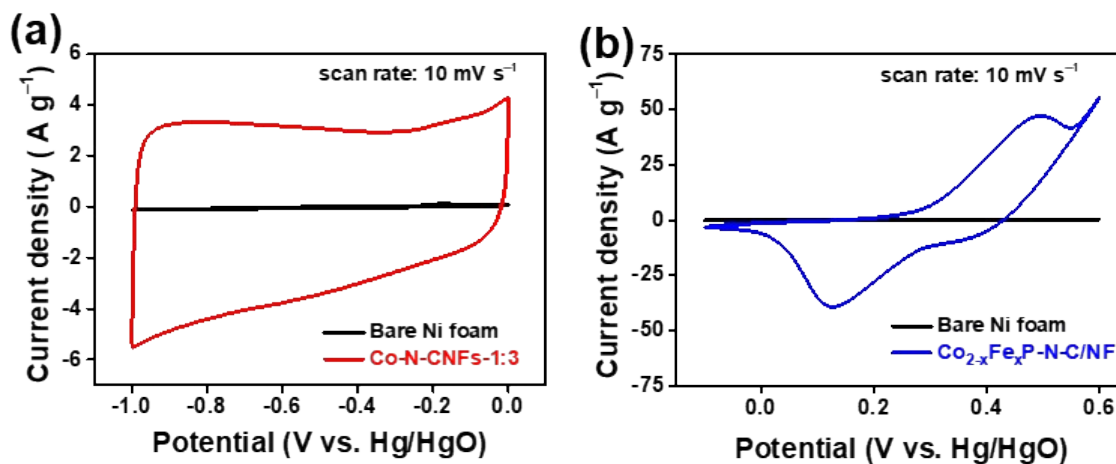 (a)
scan rate: 10 mV s⁻¹
6
4
2
0
-2
-4
-6
Current density ( A g⁻¹)
Bare Ni foam
Co-N-CNFs-1:3
-1.0 -0.8 -0.6 -0.4 -0.2 0.0
Potential (V vs. Hg/HgO)
(b)
scan rate: 10 mV s⁻¹
75
50
25
0
-25
-50
-75
Current density (A g⁻¹)
Bare Ni foam
Co₂₋ₓFeₓP-N-C/NF
0.0 0.2 0.4 0.6
Potential (V vs. Hg/HgO)